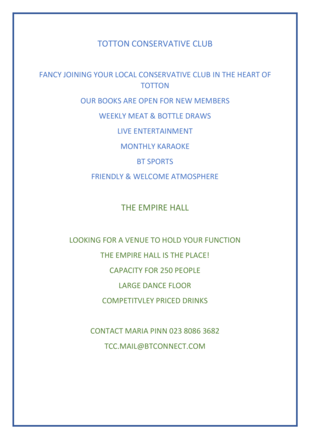 TOTTON CONSERVATIVE CLUB
FANCY JOINING YOUR LOCAL CONSERVATIVE CLUB IN THE HEART OF
TOTTON
OUR BOOKS ARE OPEN FOR NEW MEMBERS
WEEKLY MEAT & BOTTLE DRAWS
LIVE ENTERTAINMENT
MONTHLY KARAOKE
BT SPORTS
FRIENDLY & WELCOME ATMOSPHERE
THE EMPIRE HALL
LOOKING FOR A VENUE TO HOLD YOUR FUNCTION
THE EMPIRE HALL IS THE PLACE!
CAPACITY FOR 250 PEOPLE
LARGE DANCE FLOOR
COMPETITVLEY PRICED DRINKS
CONTACT MARIA PINN 023 8086 3682
TCC.MAIL@BTCONNECT.COM